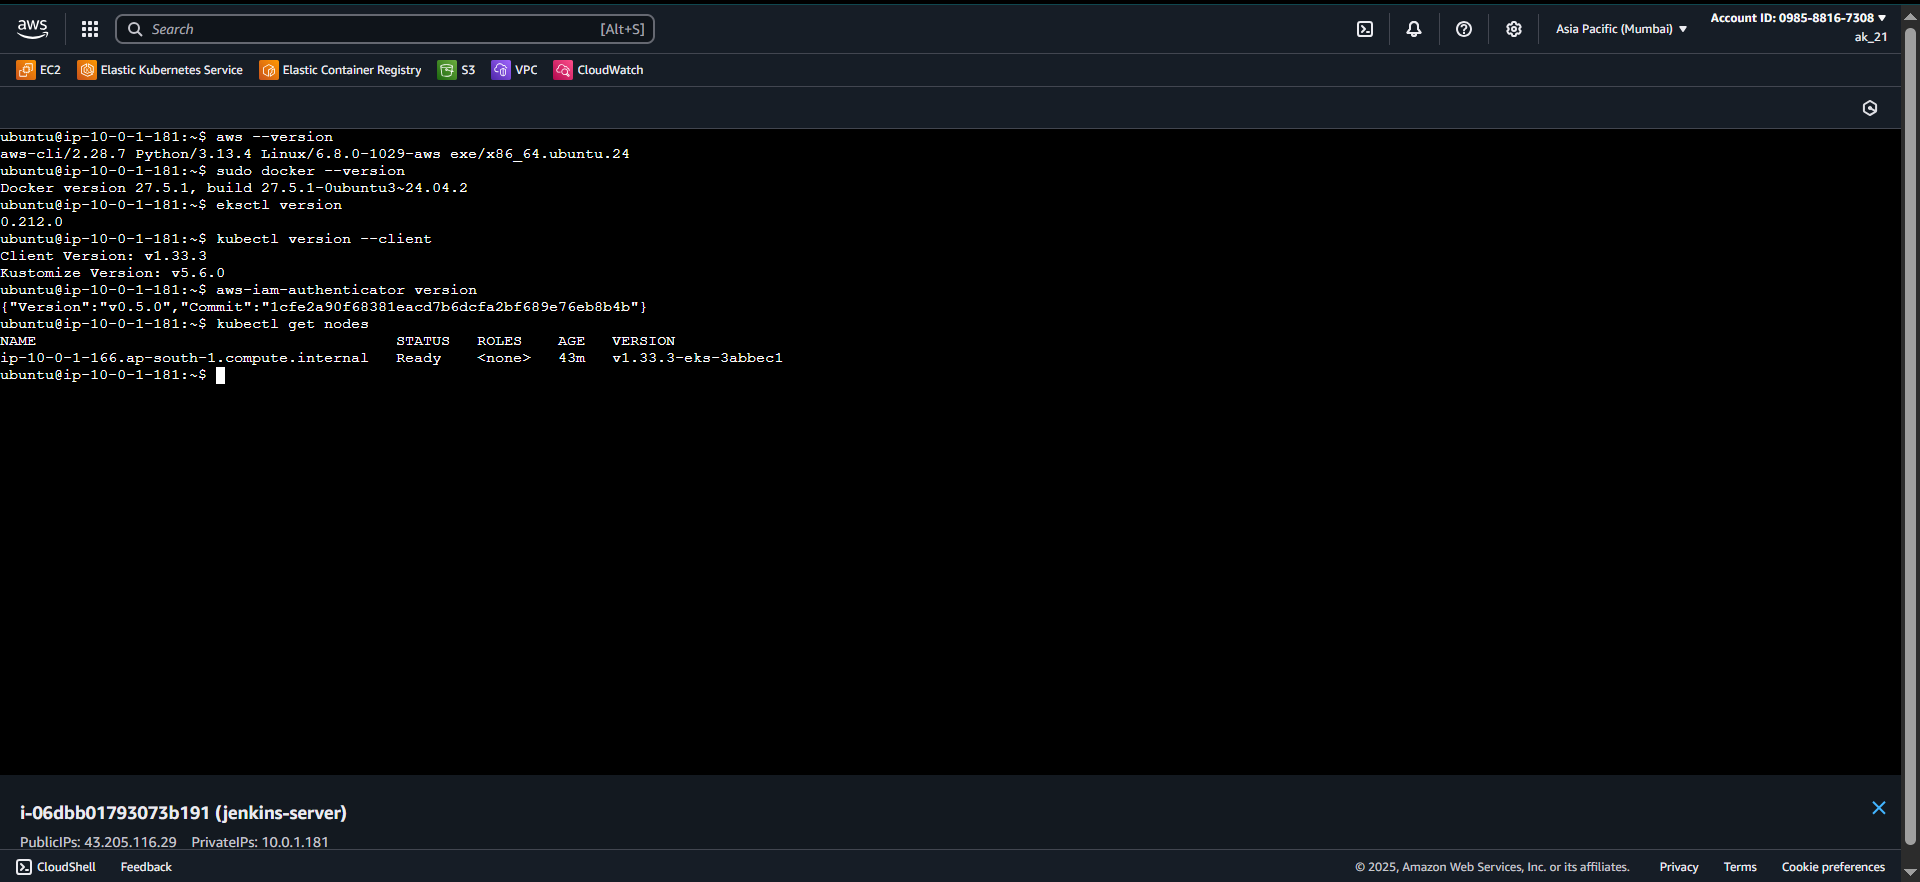 aws
Search [Alt+S]
Asia Pacific (Mumbai) ▼
Account ID: 0985-8816-7308 ▼
ak_21
EC2 Elastic Kubernetes Service Elastic Container Registry S3 VPC CloudWatch
ubuntu@ip-10-0-1-181:~$ aws --version
aws-cli/2.28.7 Python/3.13.4 Linux/6.8.0-1029-aws exe/x86_64.ubuntu.24
ubuntu@ip-10-0-1-181:~$ sudo docker --version
Docker version 27.5.1, build 27.5.1-0ubuntu3~24.04.2
ubuntu@ip-10-0-1-181:~$ eksctl version
0.212.0
ubuntu@ip-10-0-1-181:~$ kubectl version --client
Client Version: v1.33.3
Kustomize Version: v5.6.0
ubuntu@ip-10-0-1-181:~$ aws-iam-authenticator version
{"Version":"v0.5.0","Commit":"1cfe2a90f68381eacd7b6dcfa2bf689e76eb8b4b"}
ubuntu@ip-10-0-1-181:~$ kubectl get nodes
NAME STATUS ROLES AGE VERSION
ip-10-0-1-166.ap-south-1.compute.internal Ready <none> 43m v1.33.3-eks-3abbec1
ubuntu@ip-10-0-1-181:~$
i-06dbb01793073b191 (jenkins-server)
PublicIPs: 43.205.116.29 PrivateIPs: 10.0.1.181
CloudShell Feedback © 2025, Amazon Web Services, Inc. or its affiliates. Privacy Terms Cookie preferences